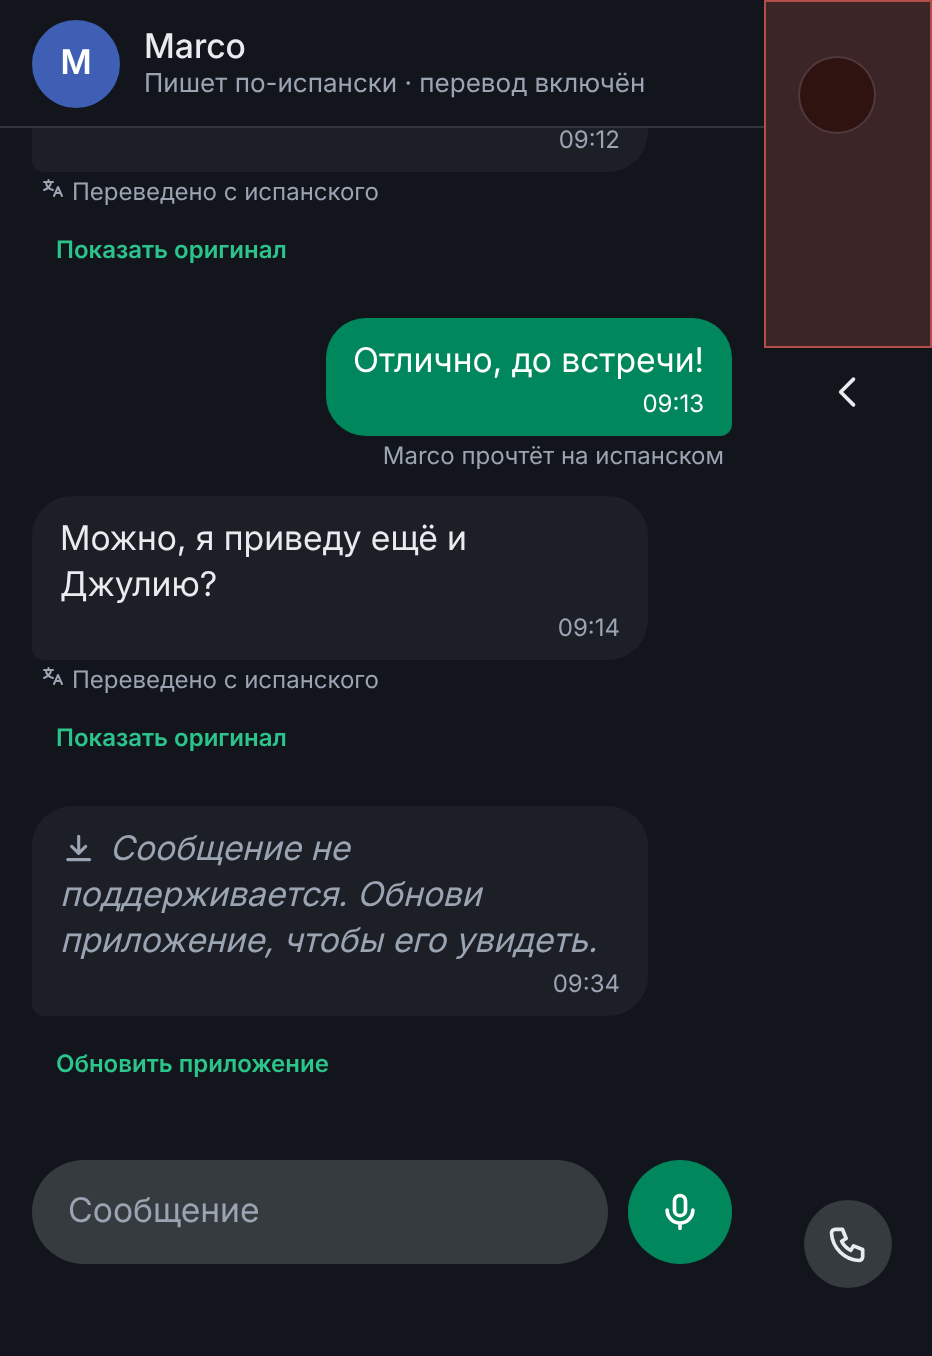 M
Marco
Пишет по-испански · перевод включён
09:12
Переведено с испанского
Показать оригинал
Отлично, до встречи!
09:13
Marco прочтёт на испанском
Можно, я приведу ещё и
Джулию?
09:14
Переведено с испанского
Показать оригинал
Сообщение не
поддерживается. Обнови
приложение, чтобы его увидеть.
09:34
Обновить приложение
Сообщение